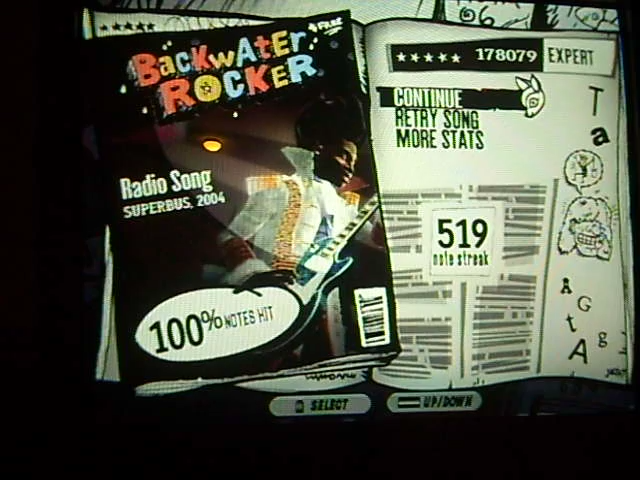 BACKWATER
ROCKER
Radio Song
SUPERBUS, 2004
100% NOTES HIT
178079 EXPERT
CONTINUE
RETRY SONG
MORE STATS
519
note streak
T
a
A
G
t
g
A
SELECT
UP/DOWN